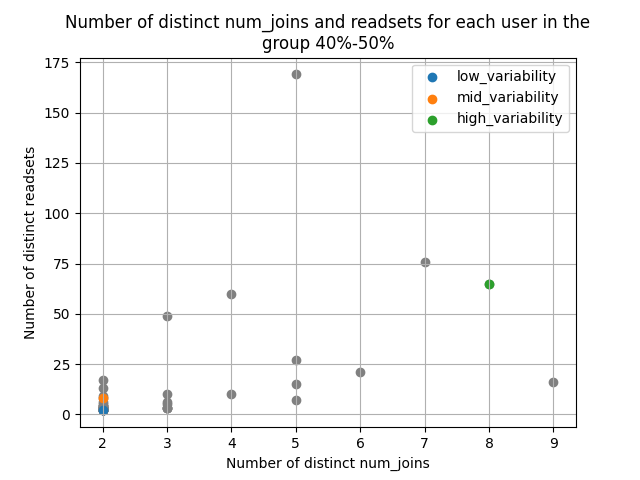 Number of distinct num_joins and readsets for each user in the
group 40%-50%
175
150
125
100
75
50
25
0
Number of distinct readsets
low_variability
mid_variability
high_variability
2 3 4 5 6 7 8 9
Number of distinct num_joins